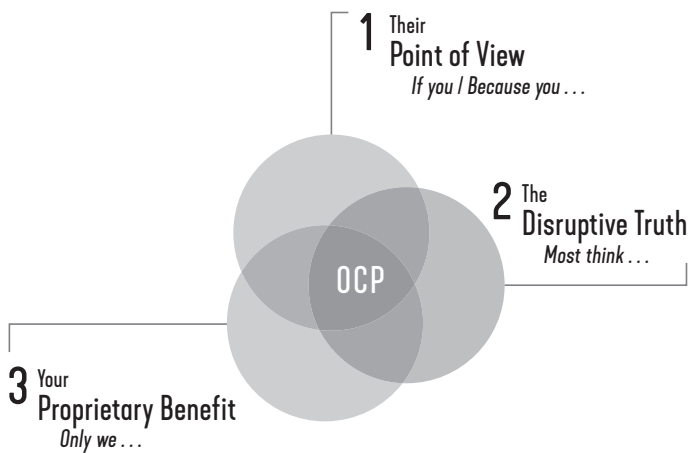 1 Their
Point of View
If you / Because you . . .
2 The
Disruptive Truth
Most think . . .
OCP
3 Your
Proprietary Benefit
Only we . . .